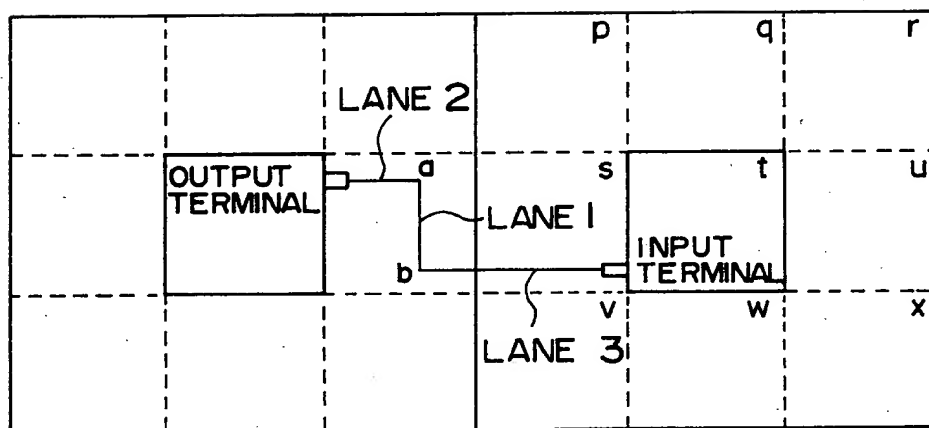 p q r
LANE 2
OUTPUT
TERMINAL
a s t u
LANE 1
INPUT
TERMINAL
b
v w x
LANE 3